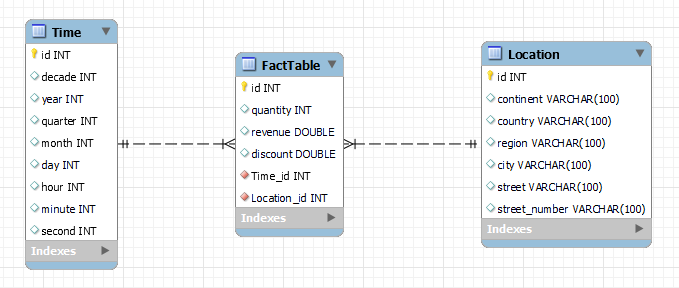 Time
id INT
decade INT
year INT
quarter INT
month INT
day INT
hour INT
minute INT
second INT
Indexes
FactTable
id INT
quantity INT
revenue DOUBLE
discount DOUBLE
Time_id INT
Location_id INT
Indexes
Location
id INT
continent VARCHAR(100)
country VARCHAR(100)
region VARCHAR(100)
city VARCHAR(100)
street VARCHAR(100)
street_number VARCHAR(100)
Indexes